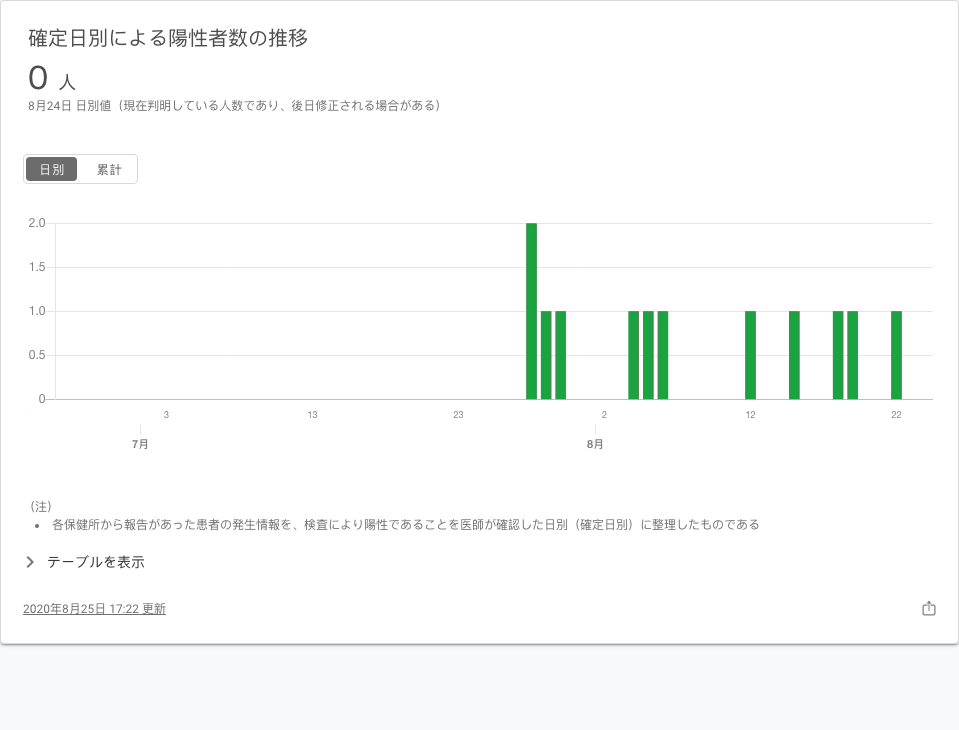 確定日別による陽性者数の推移
0 人
8月24日 日別値（現在判明している人数であり、後日修正される場合がある）
日別 累計
2.0
1.5
1.0
0.5
0
3 13 23 2 12 22
7月 8月
（注）
• 各保健所から報告があった患者の発生情報を、検査により陽性であることを医師が確認した日別（確定日別）に整理したものである
テーブルを表示
2020年8月25日 17:22 更新